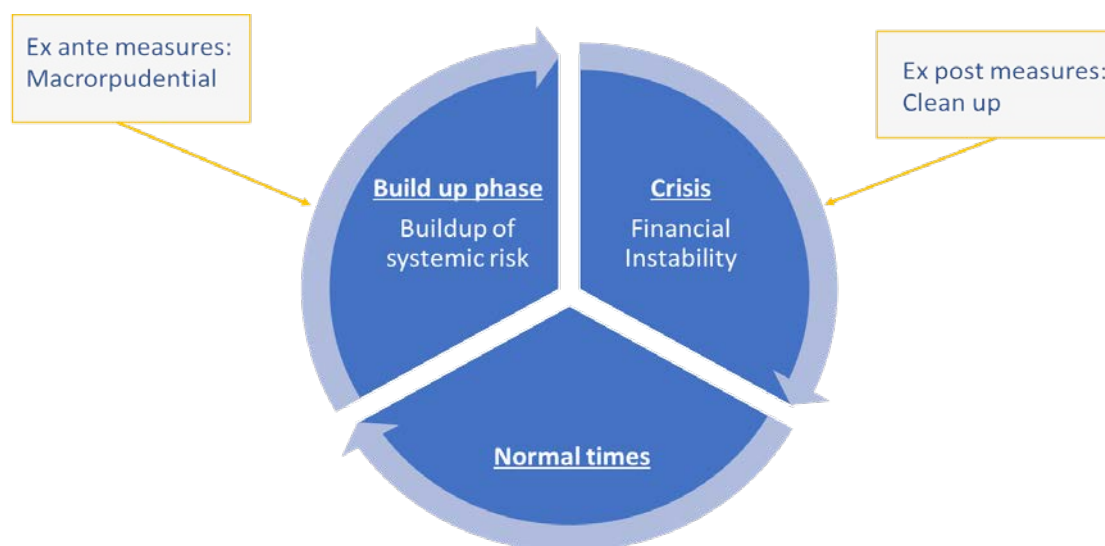 Ex ante measures:
Macrorpudential
Ex post measures:
Clean up
Build up phase
Buildup of
systemic risk
Crisis
Financial
Instability
Normal times